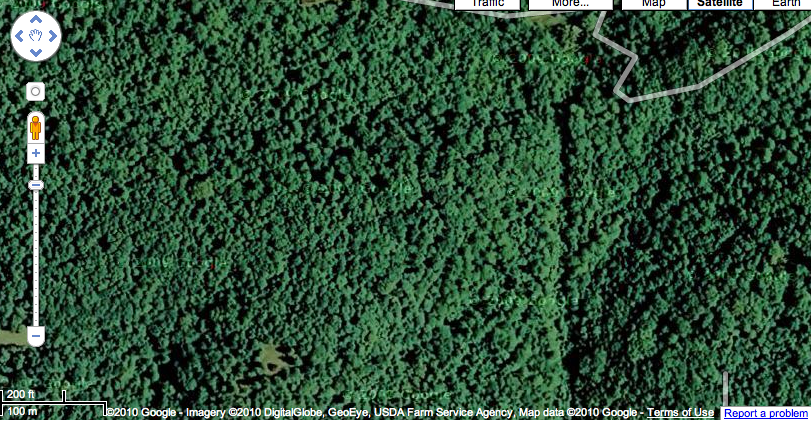 Traffic
More...
Map
Satellite
Earth
200 ft
100 m
©2010 Google - Imagery ©2010 DigitalGlobe, GeoEye, USDA Farm Service Agency, Map data ©2010 Google - Terms of Use
Report a problem